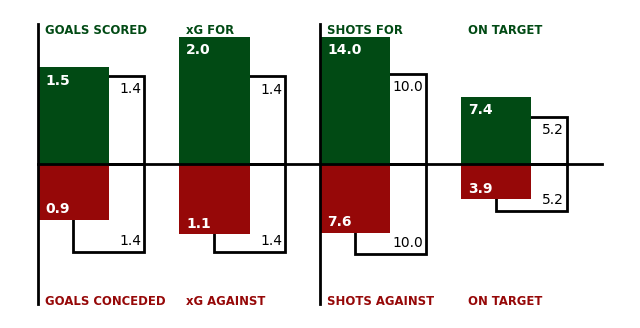 GOALS SCORED xG FOR SHOTS FOR ON TARGET
1.5 1.4 2.0 1.4 14.0 10.0 7.4 5.2
0.9 1.4 1.1 1.4 7.6 10.0 3.9 5.2
GOALS CONCEDED xG AGAINST SHOTS AGAINST ON TARGET